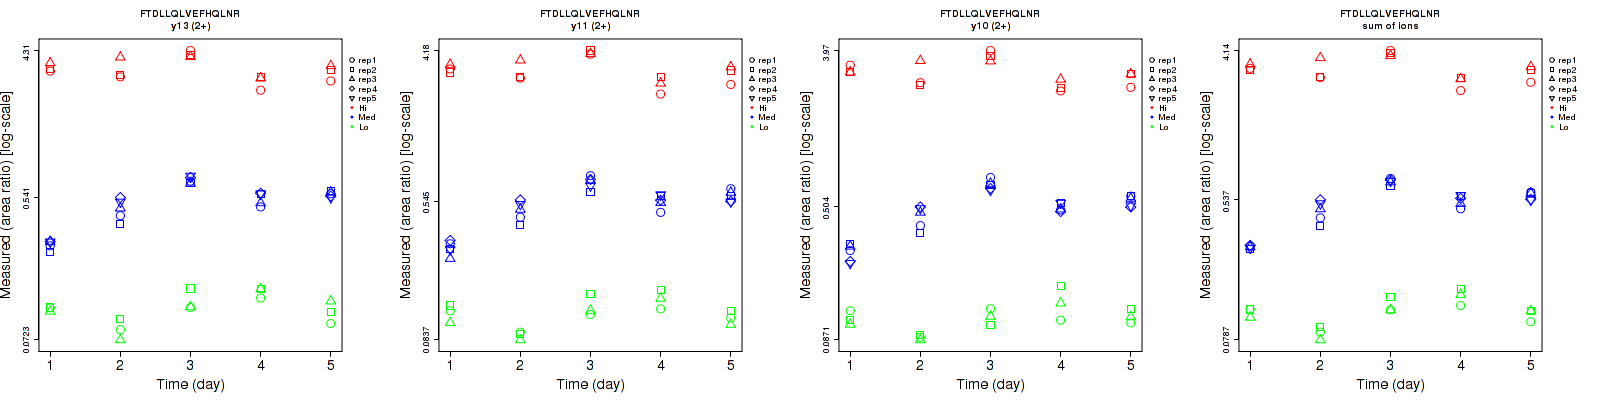 FTDLLQLVEFHQLNR
y13 (2+)
Measured (area ratio) [log-scale]
4.31
0.541
0.0723
1 2 3 4 5
Time (day)
rep1
rep2
rep3
rep4
rep5
Hi
Med
Lo
FTDLLQLVEFHQLNR
y11 (2+)
Measured (area ratio) [log-scale]
4.18
0.545
0.0837
1 2 3 4 5
Time (day)
rep1
rep2
rep3
rep4
rep5
Hi
Med
Lo
FTDLLQLVEFHQLNR
y10 (2+)
Measured (area ratio) [log-scale]
3.97
0.504
0.0871
1 2 3 4 5
Time (day)
rep1
rep2
rep3
rep4
rep5
Hi
Med
Lo
FTDLLQLVEFHQLNR
sum of ions
Measured (area ratio) [log-scale]
4.14
0.537
0.0787
1 2 3 4 5
Time (day)
rep1
rep2
rep3
rep4
rep5
Hi
Med
Lo